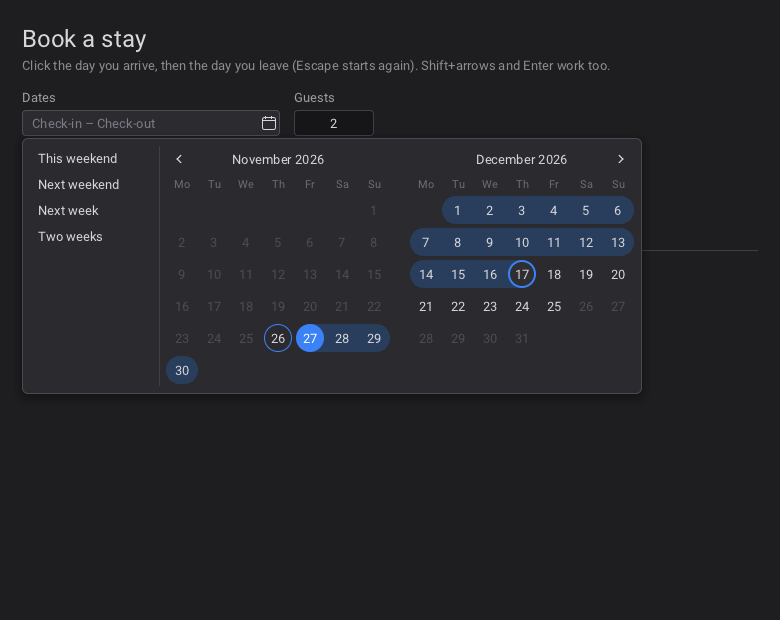 Book a stay
Click the day you arrive, then the day you leave (Escape starts again). Shift+arrows and Enter work too.
Dates
Guests
Check-in – Check-out
2
This weekend
Next weekend
Next week
Two weeks
November 2026
Mo Tu We Th Fr Sa Su
1
2 3 4 5 6 7 8
9 10 11 12 13 14 15
16 17 18 19 20 21 22
23 24 25 26 27 28 29
30
December 2026
Mo Tu We Th Fr Sa Su
1 2 3 4 5 6
7 8 9 10 11 12 13
14 15 16 17 18 19 20
21 22 23 24 25 26 27
28 29 30 31